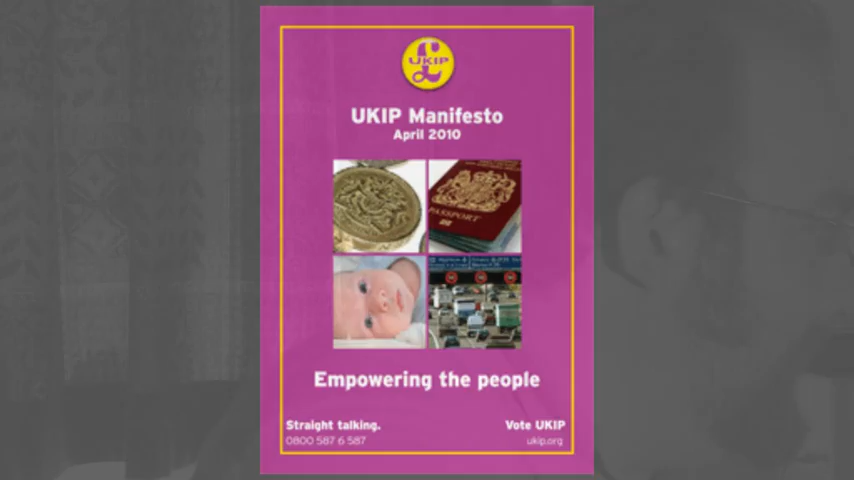 UKIP
UKIP Manifesto
April 2010
PASSPORT
Empowering the people
Straight talking.
0800 587 6 587
Vote UKIP
ukip.org